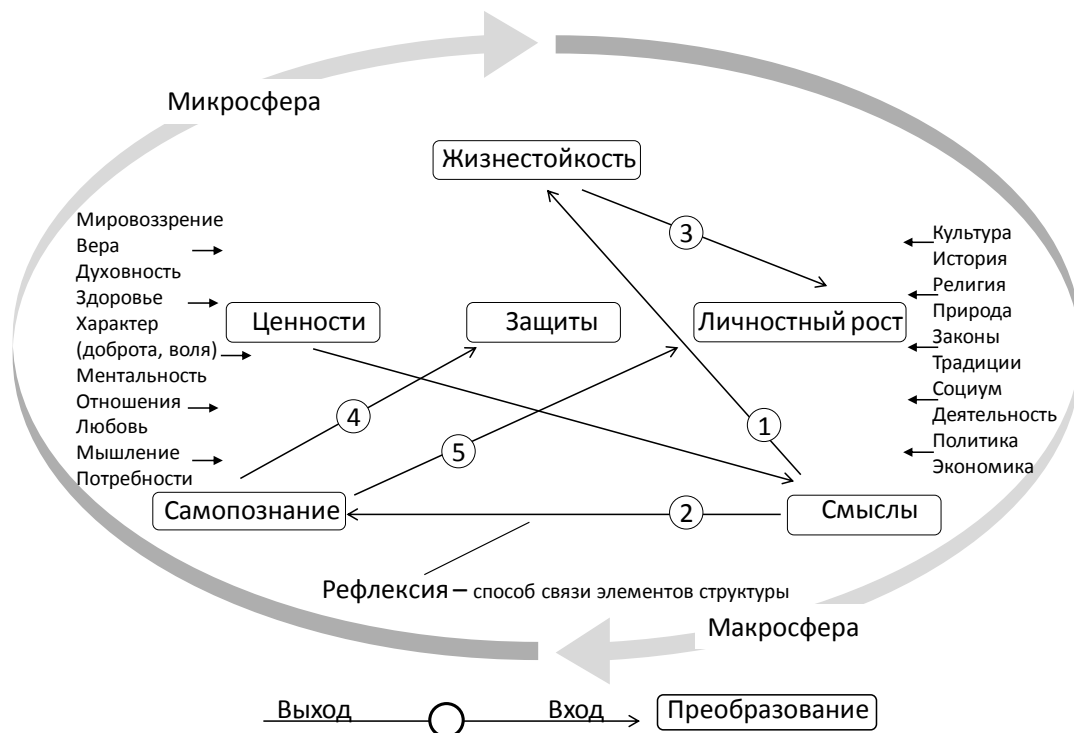 Микросфера
Жизнестойкость
3
Мировоззрение
Вера
Духовность
Здоровье
Характер
(доброта, воля)
Ментальность
Отношения
Любовь
Мышление
Потребности
Культура
История
Религия
Природа
Законы
Традиции
Социум
Деятельность
Политика
Экономика
Ценности
Защиты
Личностный рост
4
5
1
Самопознание
2
Смыслы
Рефлексия – способ связи элементов структуры
Макросфера
Выход
Вход
Преобразование